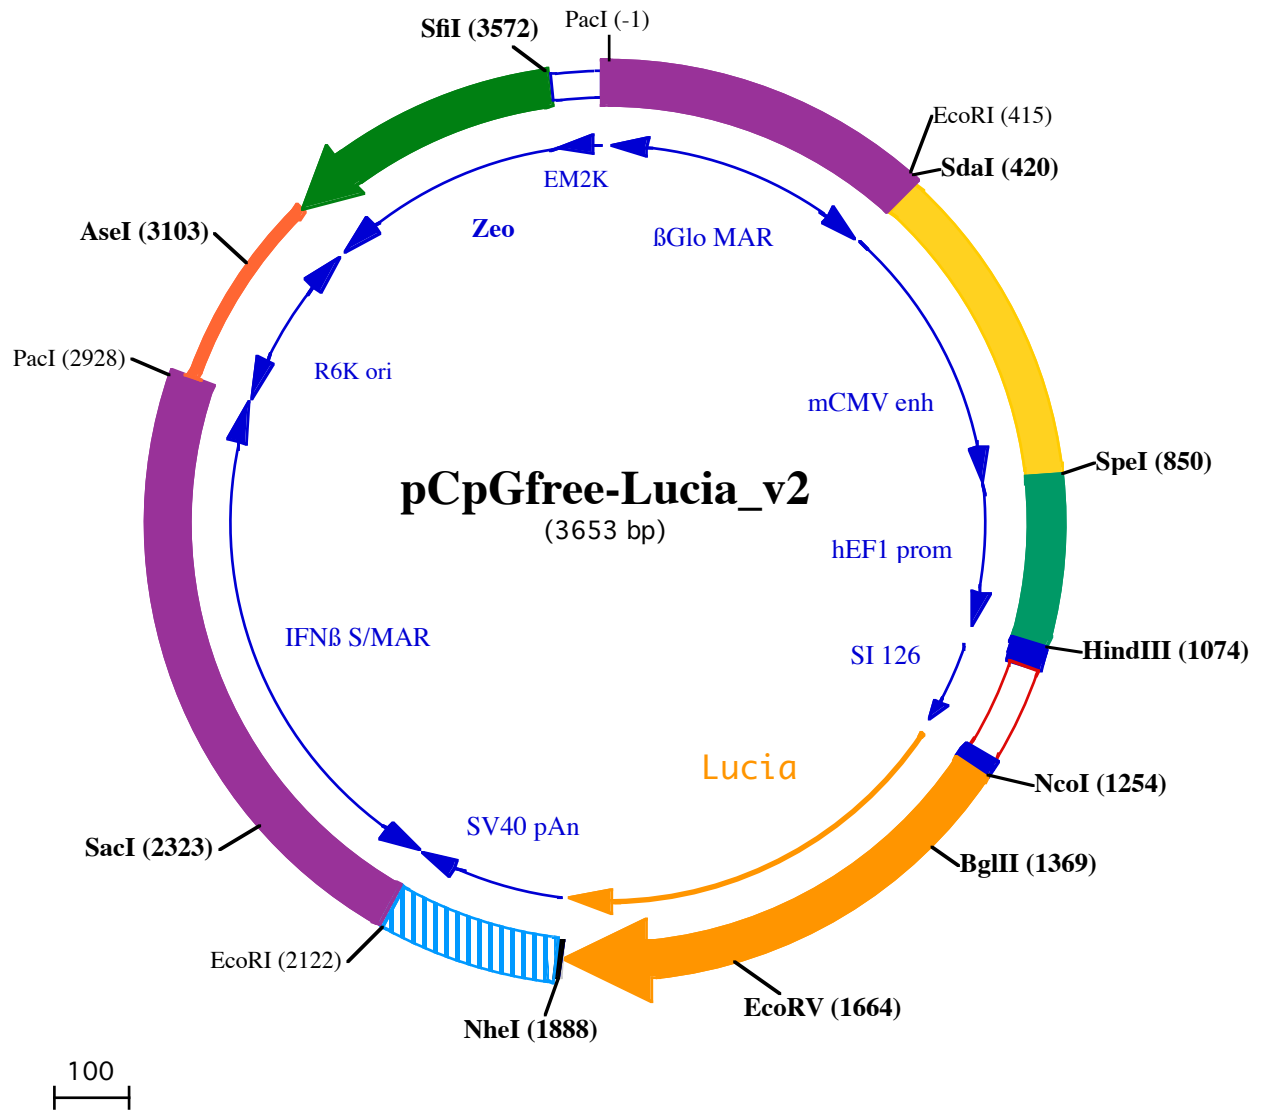 SfiI (3572)
PacI (-1)
EcoRI (415)
SdaI (420)
EM2K
Zeo
ßGlo MAR
AseI (3103)
PacI (2928)
R6K ori
mCMV enh
SpeI (850)
pCpGfree-Lucia_v2
(3653 bp)
hEF1 prom
IFNß S/MAR
SI 126
HindIII (1074)
Lucia
NcoI (1254)
SV40 pAn
SacI (2323)
BglII (1369)
EcoRI (2122)
EcoRV (1664)
NheI (1888)
100